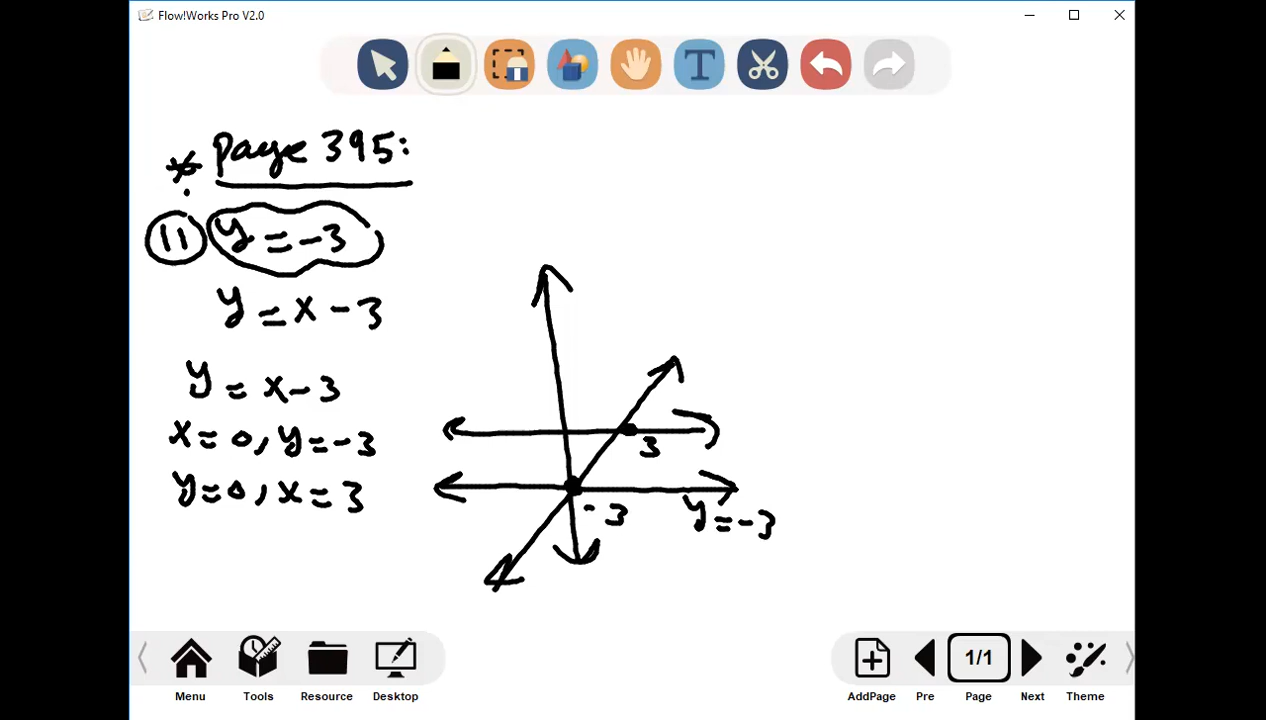 Flow!Works Pro V2.0
* Page 395:
11 y = -3
y = x - 3
y = x - 3
x = 0, y = -3
y = 0, x = 3
3
-3
y = -3
Menu
Tools
Resource
Desktop
AddPage
Pre
1/1
Page
Next
Theme